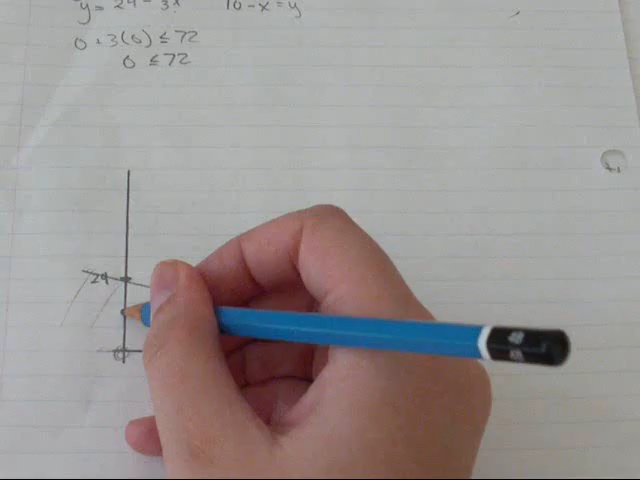 y = 24 - 3x    10 - x = y
0 + 3(0) ≤ 72
0 ≤ 72
24